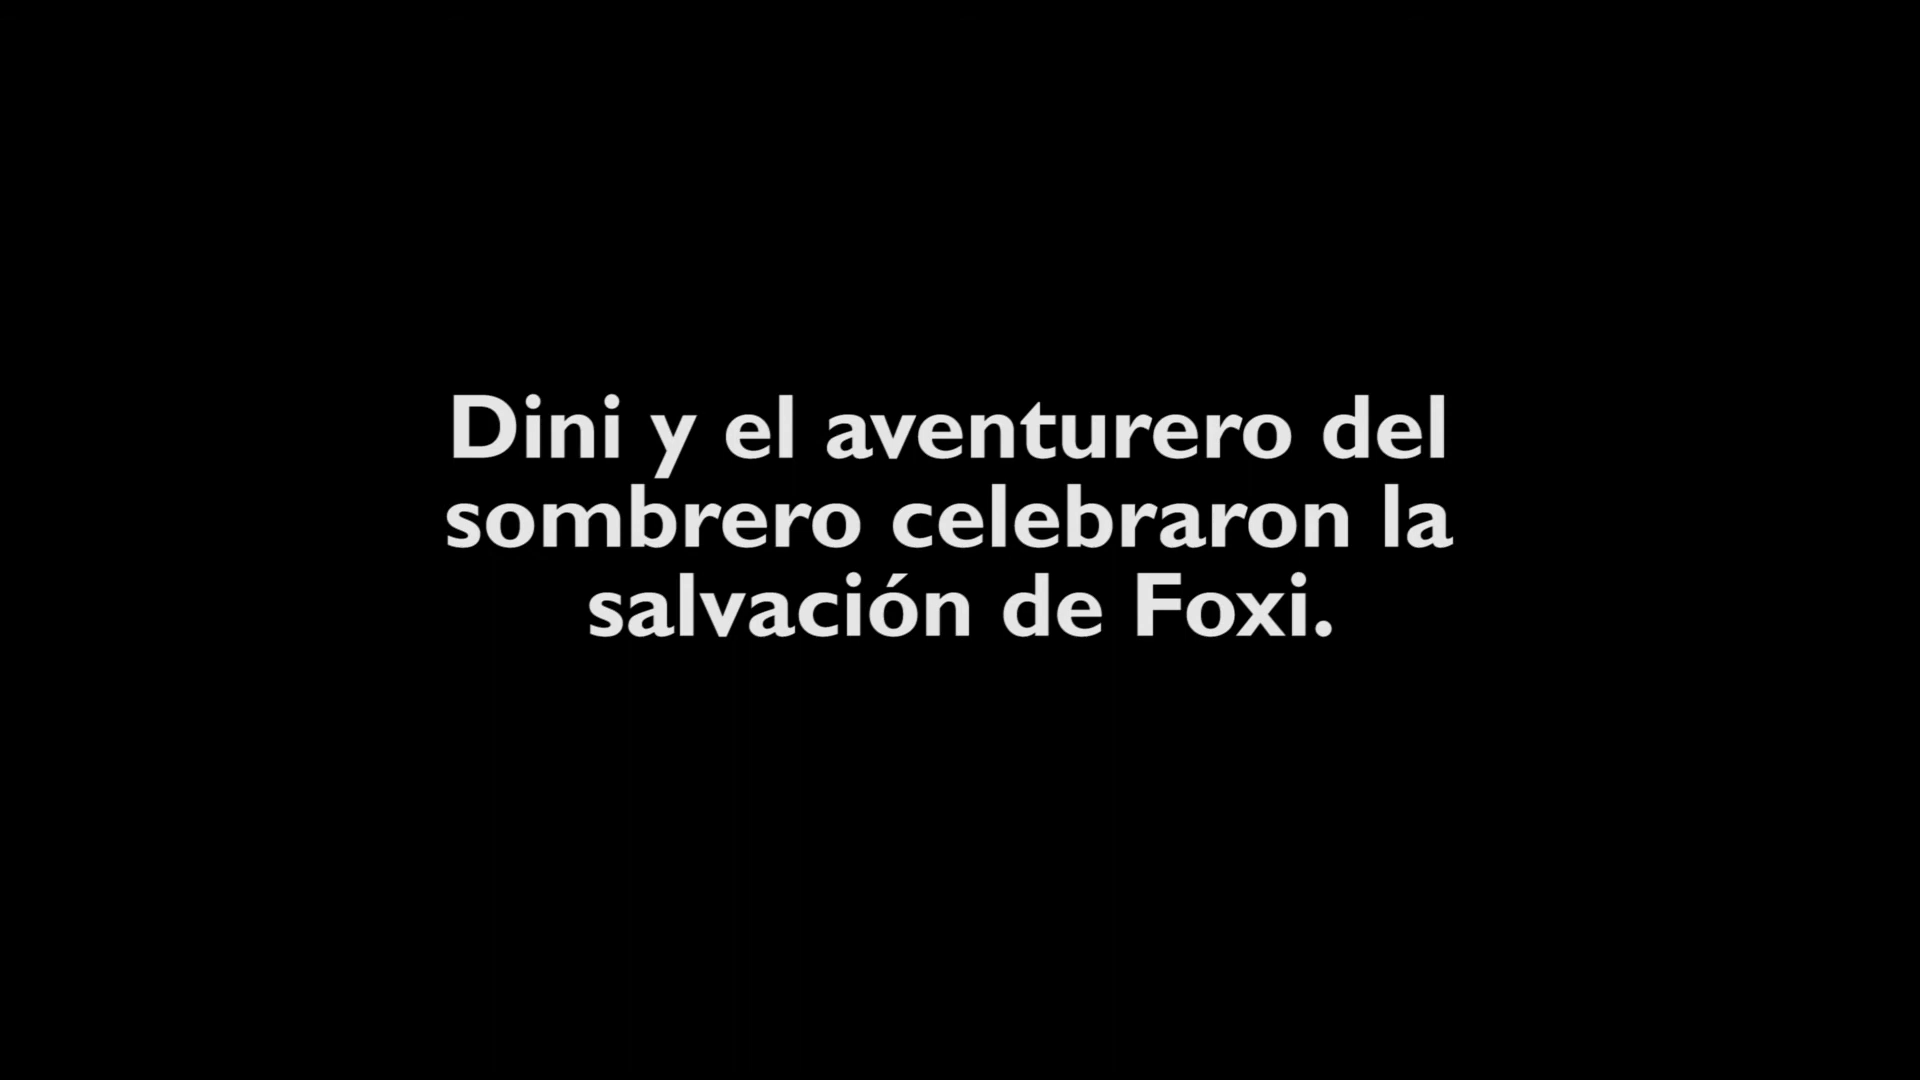 Dini y el aventurero del
sombrero celebraron la
salvación de Foxi.